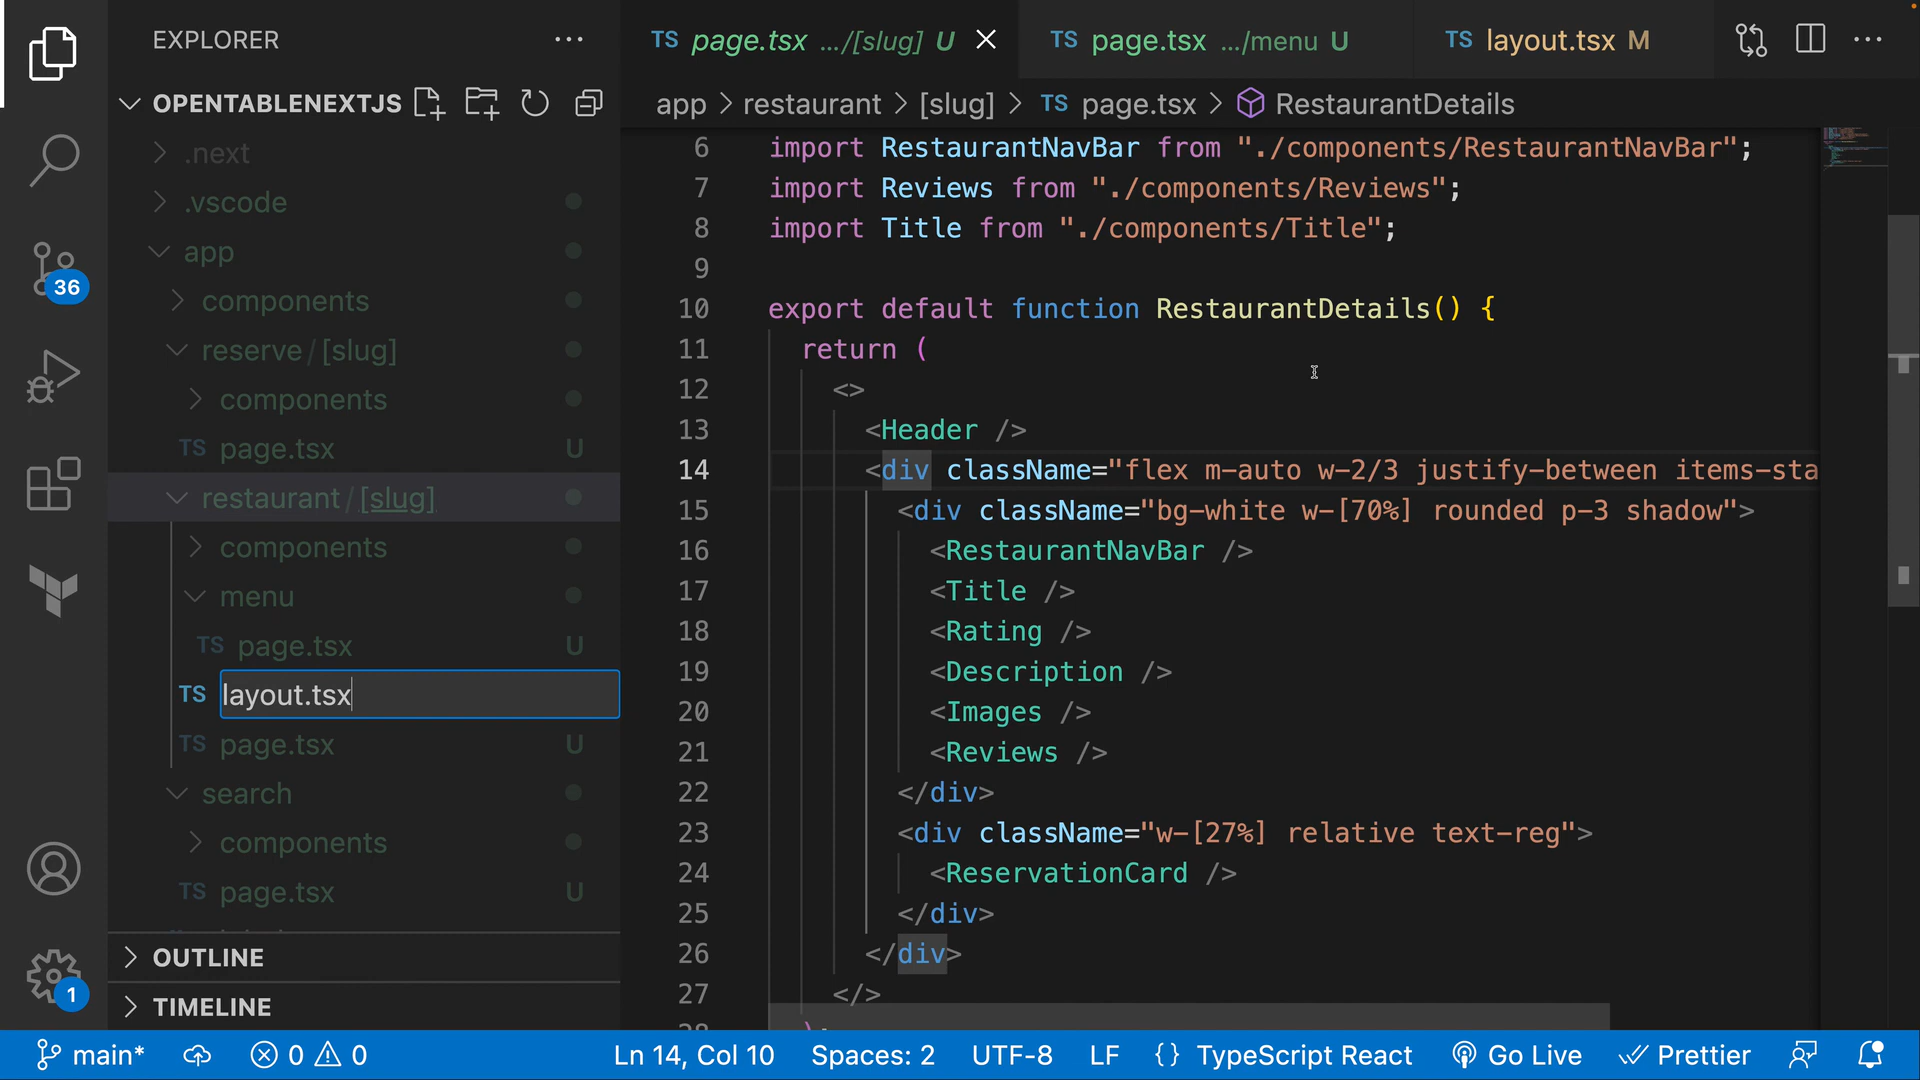 EXPLORER
OPENTABLENEXTJS
.next
.vscode
app
components
reserve / [slug]
components
TS page.tsx U
restaurant / [slug]
components
menu
TS page.tsx U
TS layout.tsx
TS page.tsx U
search
components
TS page.tsx U
OUTLINE
TIMELINE
36
1
TS page.tsx .../[slug] U
TS page.tsx .../menu U
TS layout.tsx M
app > restaurant > [slug] > TS page.tsx > RestaurantDetails
6 import RestaurantNavBar from "./components/RestaurantNavBar";
7 import Reviews from "./components/Reviews";
8 import Title from "./components/Title";
9
10 export default function RestaurantDetails() {
11 return (
12 <>
13 <Header />
14 <div className="flex m-auto w-2/3 justify-between items-sta
15 <div className="bg-white w-[70%] rounded p-3 shadow">
16 <RestaurantNavBar />
17 <Title />
18 <Rating />
19 <Description />
20 <Images />
21 <Reviews />
22 </div>
23 <div className="w-[27%] relative text-reg">
24 <ReservationCard />
25 </div>
26 </div>
27 </>
main* 0 0 Ln 14, Col 10 Spaces: 2 UTF-8 LF {} TypeScript React Go Live Prettier